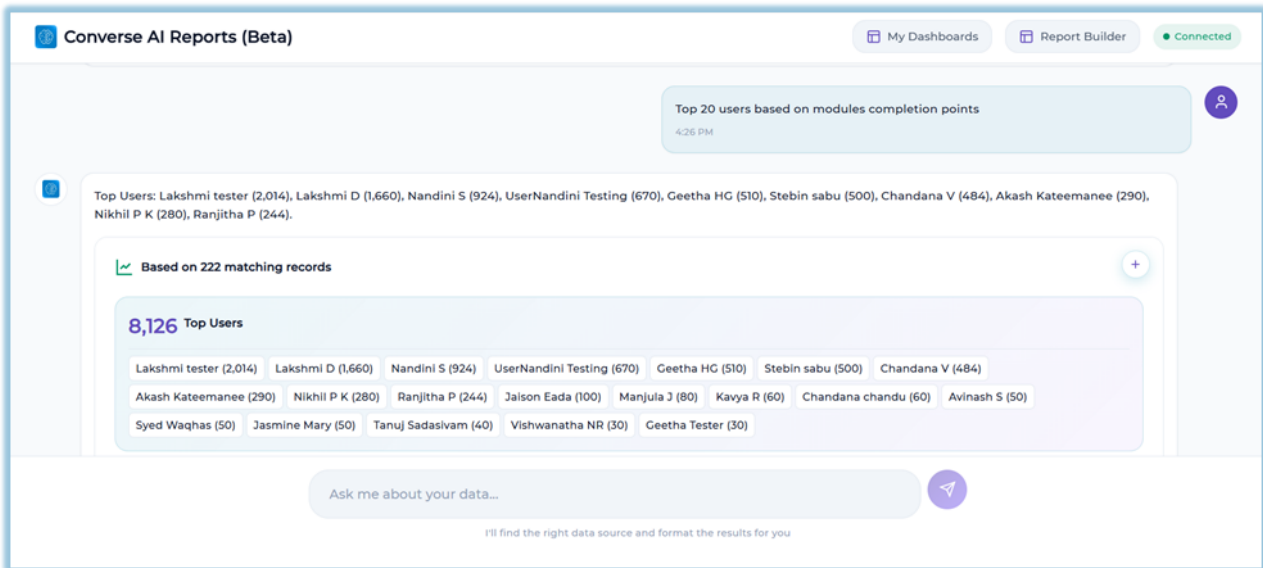 Converse AI Reports (Beta)
My Dashboards
Report Builder
Connected
Top 20 users based on modules completion points
4:26 PM
Top Users: Lakshmi tester (2,014), Lakshmi D (1,660), Nandini S (924), UserNandini Testing (670), Geetha HG (510), Stebin sabu (500), Chandana V (484), Akash Kateemanee (290),
Nikhil P K (280), Ranjitha P (244).
Based on 222 matching records
+
8,126 Top Users
Lakshmi tester (2,014) Lakshmi D (1,660) Nandini S (924) UserNandini Testing (670) Geetha HG (510) Stebin sabu (500) Chandana V (484)
Akash Kateemanee (290) Nikhil P K (280) Ranjitha P (244) Jaison Eada (100) Manjula J (80) Kavya R (60) Chandana chandu (60) Avinash S (50)
Syed Waqhas (50) Jasmine Mary (50) Tanuj Sadasivam (40) Vishwanatha NR (30) Geetha Tester (30)
Ask me about your data...
I'll find the right data source and format the results for you